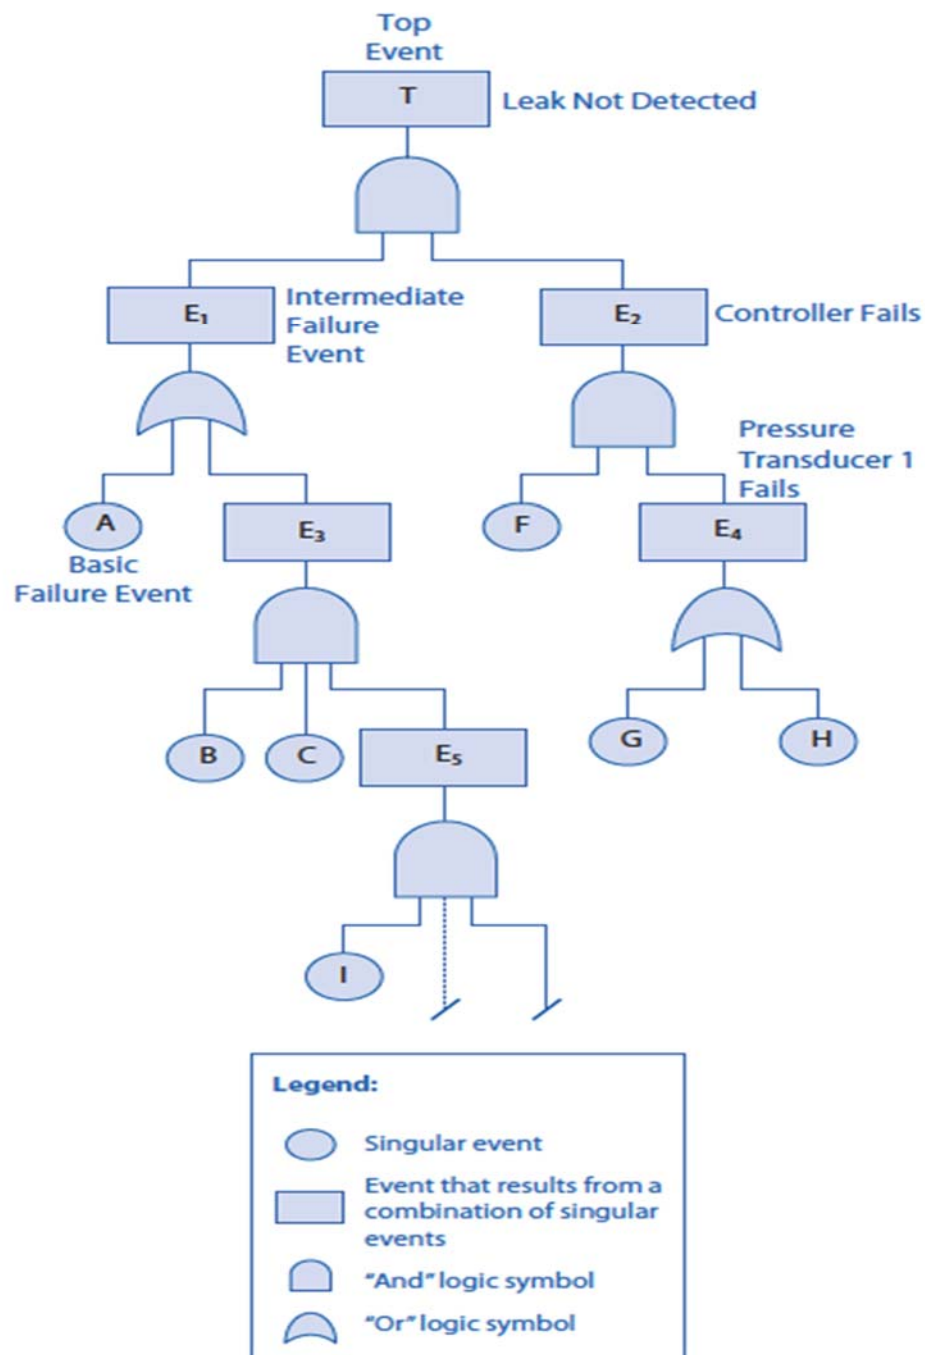 Top
Event
T
Leak Not Detected
E₁
Intermediate
Failure
Event
E₂
Controller Fails
Pressure
Transducer 1
Fails
A
Basic
Failure Event
E₃
F
E₄
B
C
E₅
G
H
I
Legend:
Singular event
Event that results from a
combination of singular
events
"And" logic symbol
"Or" logic symbol